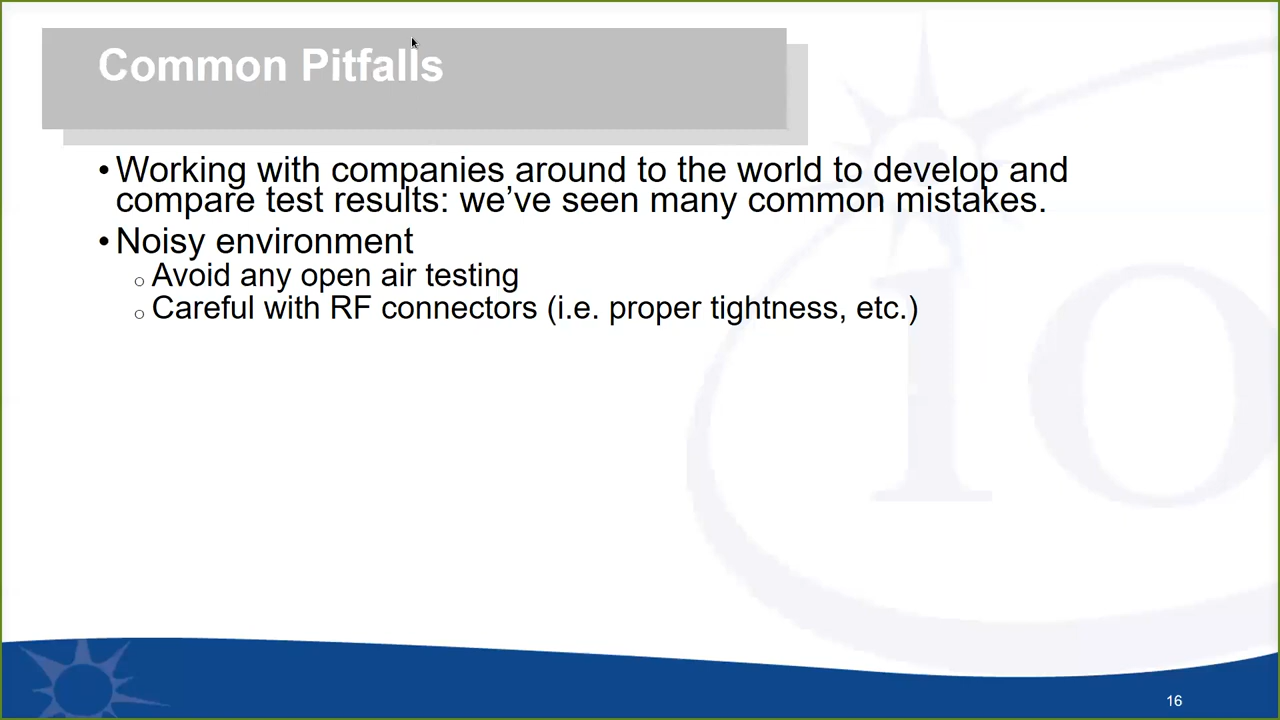 Common Pitfalls
• Working with companies around to the world to develop and
compare test results: we’ve seen many common mistakes.
• Noisy environment
○ Avoid any open air testing
○ Careful with RF connectors (i.e. proper tightness, etc.)
io
16